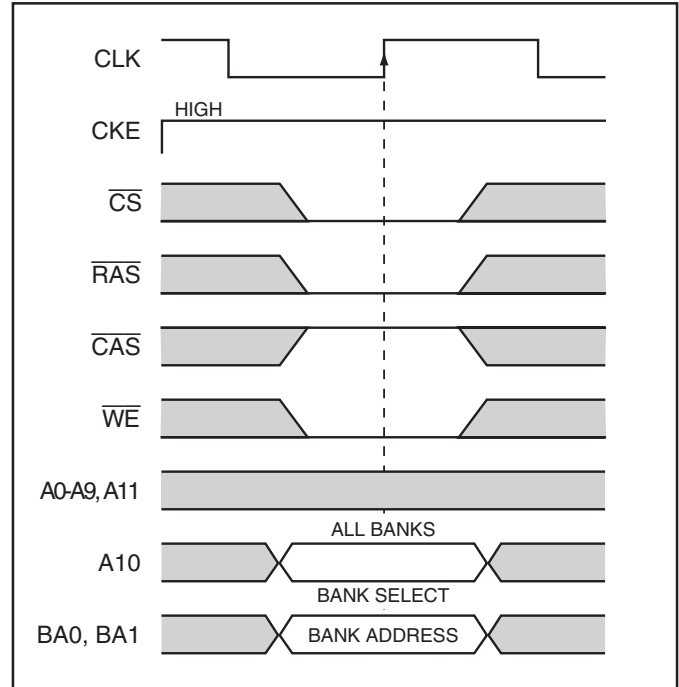 CLK
HIGH
CKE
CS
RAS
CAS
WE
A0-A9, A11
ALL BANKS
A10
BANK SELECT
BA0, BA1 BANK ADDRESS